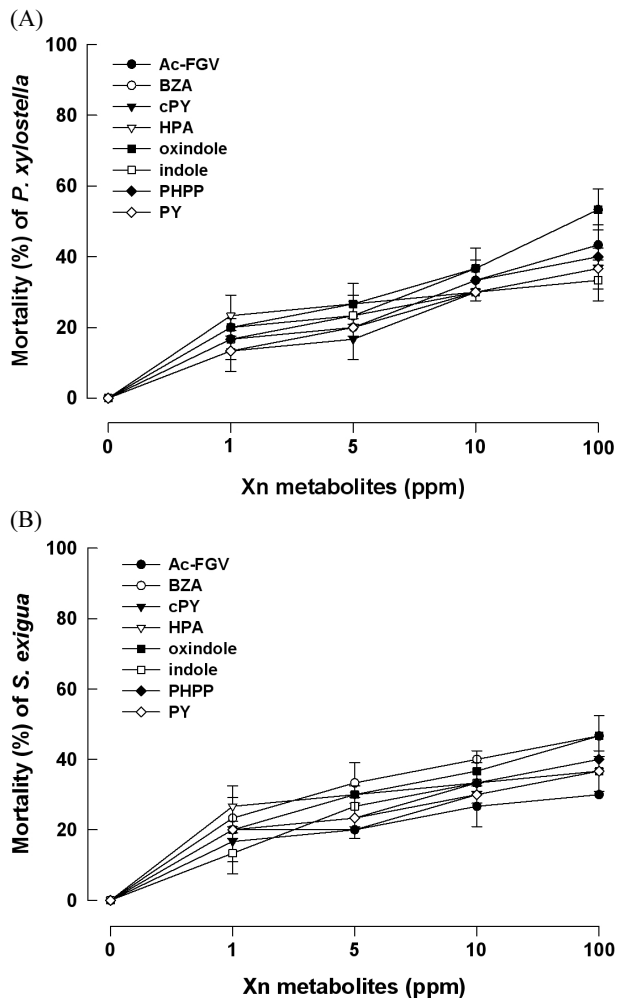 (A)
100
80
60
40
20
0
Mortality (%) of P. xylostella
Ac-FGV
BZA
cPY
HPA
oxindole
indole
PHPP
PY
0 1 5 10 100
Xn metabolites (ppm)
(B)
100
80
60
40
20
0
Mortality (%) of S. exigua
Ac-FGV
BZA
cPY
HPA
oxindole
indole
PHPP
PY
0 1 5 10 100
Xn metabolites (ppm)